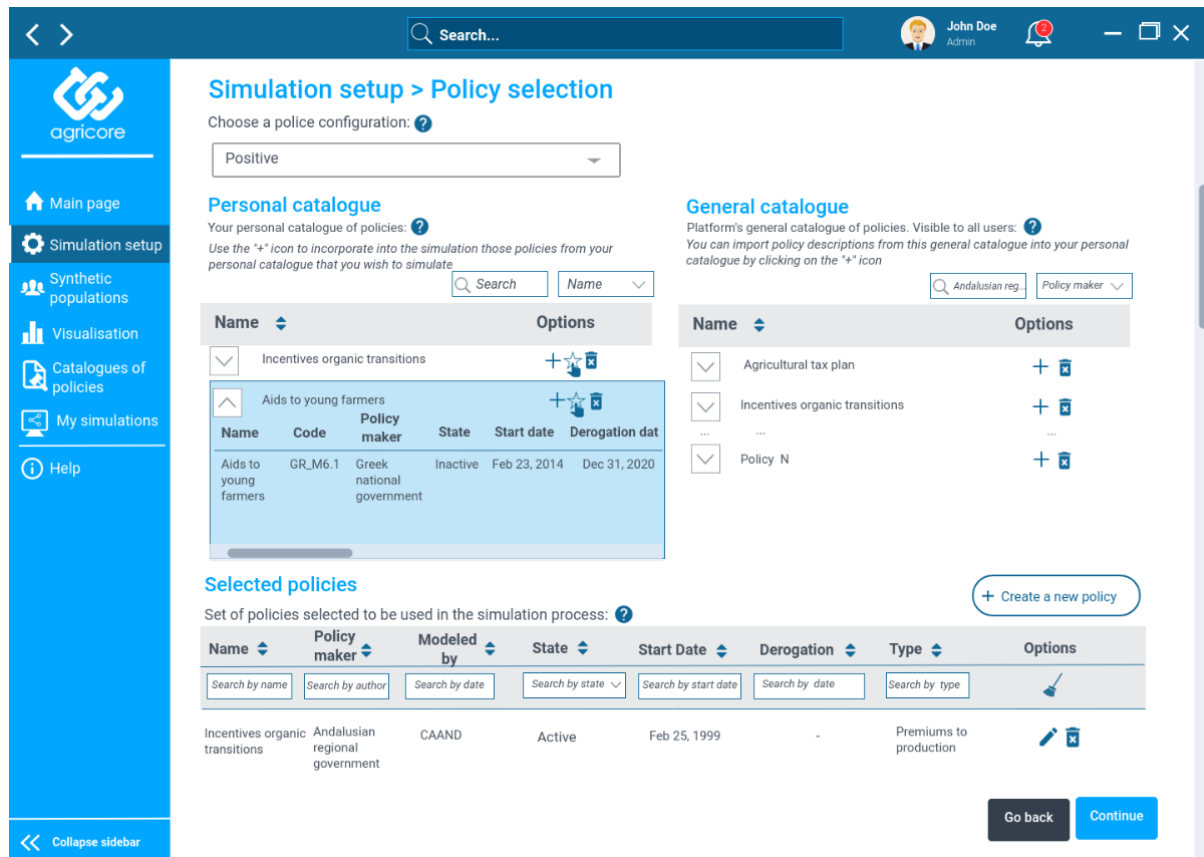 Search...
John Doe
Admin
2
agricore
Main page
Simulation setup
Synthetic
populations
Visualisation
Catalogues of
policies
My simulations
Help
Collapse sidebar
Simulation setup > Policy selection
Choose a police configuration: ?
Positive
Personal catalogue
Your personal catalogue of policies: ?
Use the "+" icon to incorporate into the simulation those policies from your
personal catalogue that you wish to simulate
Search Name
Name Options
Incentives organic transitions
Aids to young farmers
Name Code Policy maker State Start date Derogation dat
Aids to young farmers GR_M6.1 Greek national government Inactive Feb 23, 2014 Dec 31, 2020
General catalogue
Platform's general catalogue of policies. Visible to all users: ?
You can import policy descriptions from this general catalogue into your personal
catalogue by clicking on the "+" icon
Andalusian reg... Policy maker
Name Options
Agricultural tax plan
Incentives organic transitions
... ... ...
Policy N
Selected policies
+ Create a new policy
Set of policies selected to be used in the simulation process: ?
Name Policy maker Modeled by State Start Date Derogation Type Options
Search by name Search by author Search by date Search by state Search by start date Search by date Search by type
Incentives organic transitions Andalusian regional government CAAND Active Feb 25, 1999 - Premiums to production
Go back Continue